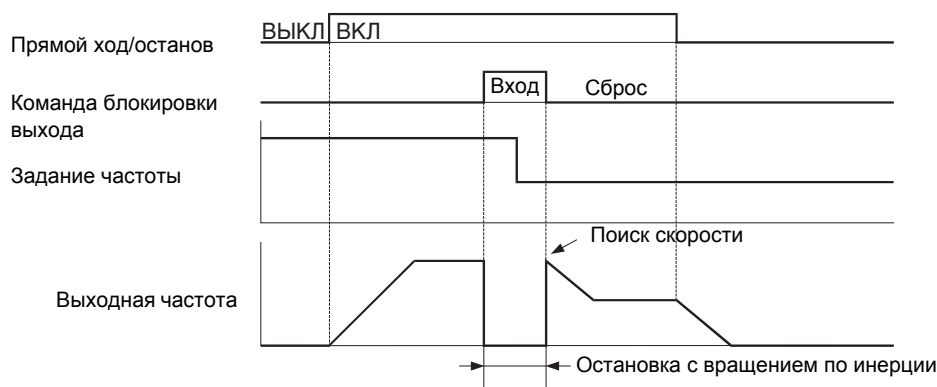 ВЫКЛ ВКЛ
Прямой ход/останов
Вход
Сброс
Команда блокировки
выхода
Задание частоты
Поиск скорости
Выходная частота
Остановка с вращением по инерции